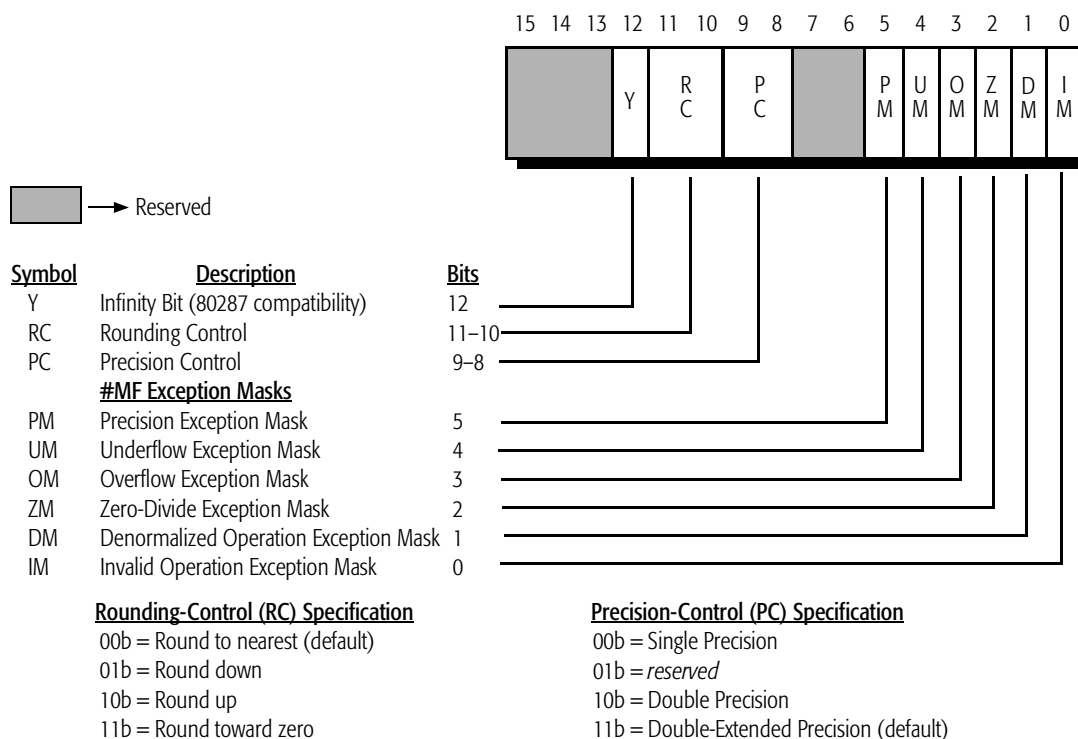 15 14 13 12 11 10 9 8 7 6 5 4 3 2 1 0
Y
R C
P C
P M
U M
O M
Z M
D M
I M
Reserved
Symbol Description Bits
Y Infinity Bit (80287 compatibility) 12
RC Rounding Control 11–10
PC Precision Control 9–8
#MF Exception Masks
PM Precision Exception Mask 5
UM Underflow Exception Mask 4
OM Overflow Exception Mask 3
ZM Zero-Divide Exception Mask 2
DM Denormalized Operation Exception Mask 1
IM Invalid Operation Exception Mask 0
Rounding-Control (RC) Specification
00b = Round to nearest (default)
01b = Round down
10b = Round up
11b = Round toward zero
Precision-Control (PC) Specification
00b = Single Precision
01b = reserved
10b = Double Precision
11b = Double-Extended Precision (default)